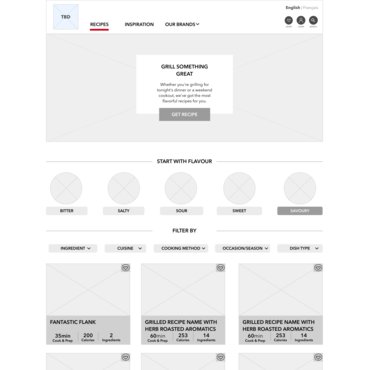 TBD
English | Français
RECIPES
INSPIRATION
OUR BRANDS
GRILL SOMETHING
GREAT
Whether you're grilling for
tonight's dinner or a weekend
cookout, we've got the most
flavorful recipes for you.
GET RECIPE
START WITH FLAVOUR
BITTER
SALTY
SOUR
SWEET
SAVOURY
FILTER BY
INGREDIENT
CUISINE
COOKING METHOD
OCCASION/SEASON
DISH TYPE
FANTASTIC FLANK
35min
Cook & Prep
200
Calories
2
Ingredients
GRILLED RECIPE NAME WITH
HERB ROASTED AROMATICS
60min
Cook & Prep
253
Calories
14
Ingredients
GRILLED RECIPE NAME WITH
HERB ROASTED AROMATICS
60min
Cook & Prep
253
Calories
14
Ingredients